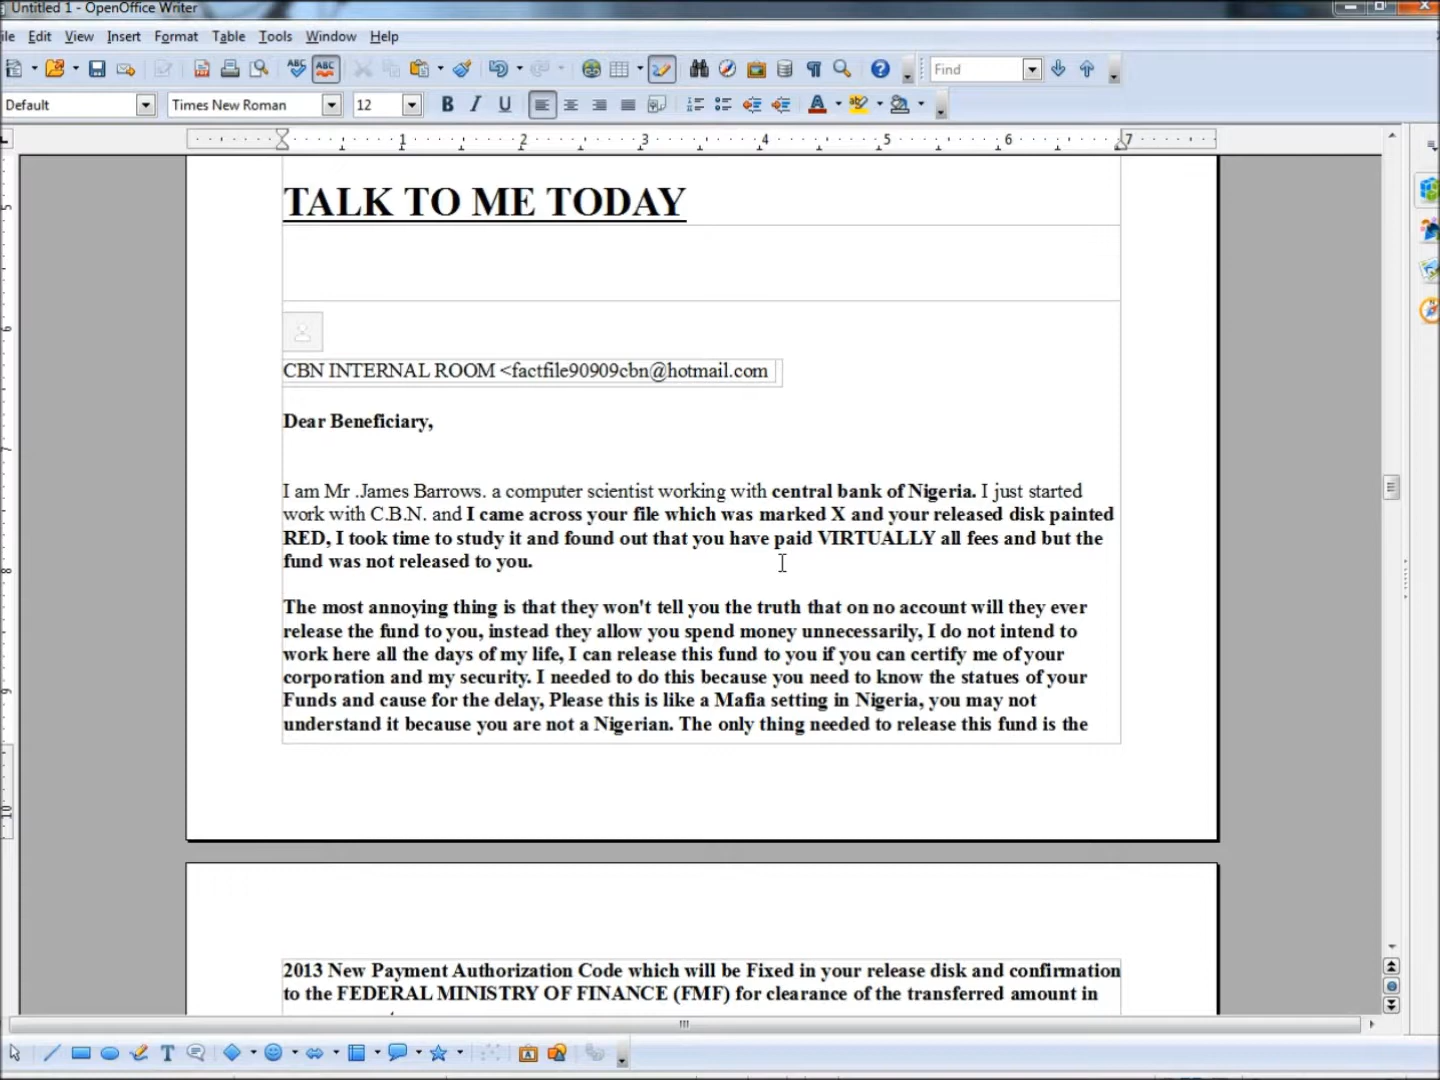 Untitled 1 - OpenOffice Writer
ile Edit View Insert Format Table Tools Window Help
ABC ABC Find
Default Times New Roman 12 B I U A
1 2 3 4 5 6 7
TALK TO ME TODAY
CBN INTERNAL ROOM <factfile90909cbn@hotmail.com
Dear Beneficiary,
I am Mr .James Barrows. a computer scientist working with central bank of Nigeria. I just started
work with C.B.N. and I came across your file which was marked X and your released disk painted
RED, I took time to study it and found out that you have paid VIRTUALLY all fees and but the
fund was not released to you.
The most annoying thing is that they won't tell you the truth that on no account will they ever
release the fund to you, instead they allow you spend money unnecessarily, I do not intend to
work here all the days of my life, I can release this fund to you if you can certify me of your
corporation and my security. I needed to do this because you need to know the statues of your
Funds and cause for the delay, Please this is like a Mafia setting in Nigeria, you may not
understand it because you are not a Nigerian. The only thing needed to release this fund is the
2013 New Payment Authorization Code which will be Fixed in your release disk and confirmation
to the FEDERAL MINISTRY OF FINANCE (FMF) for clearance of the transferred amount in